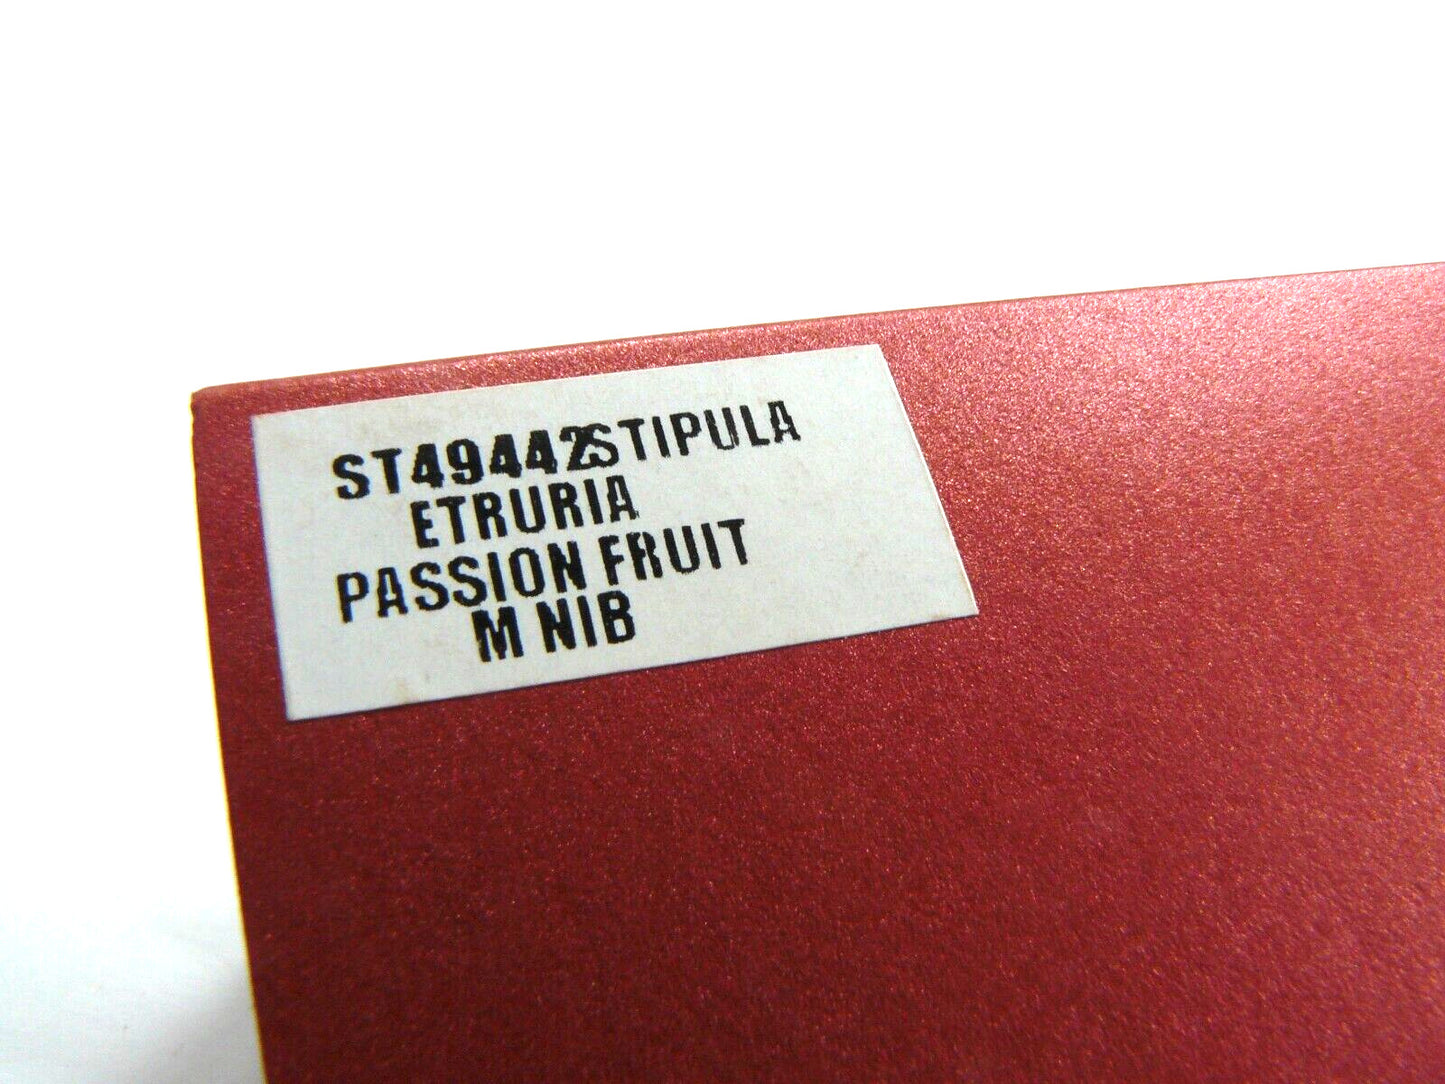 ST49442STIPULA
ETRURIA
PASSION FRUIT
M NIB